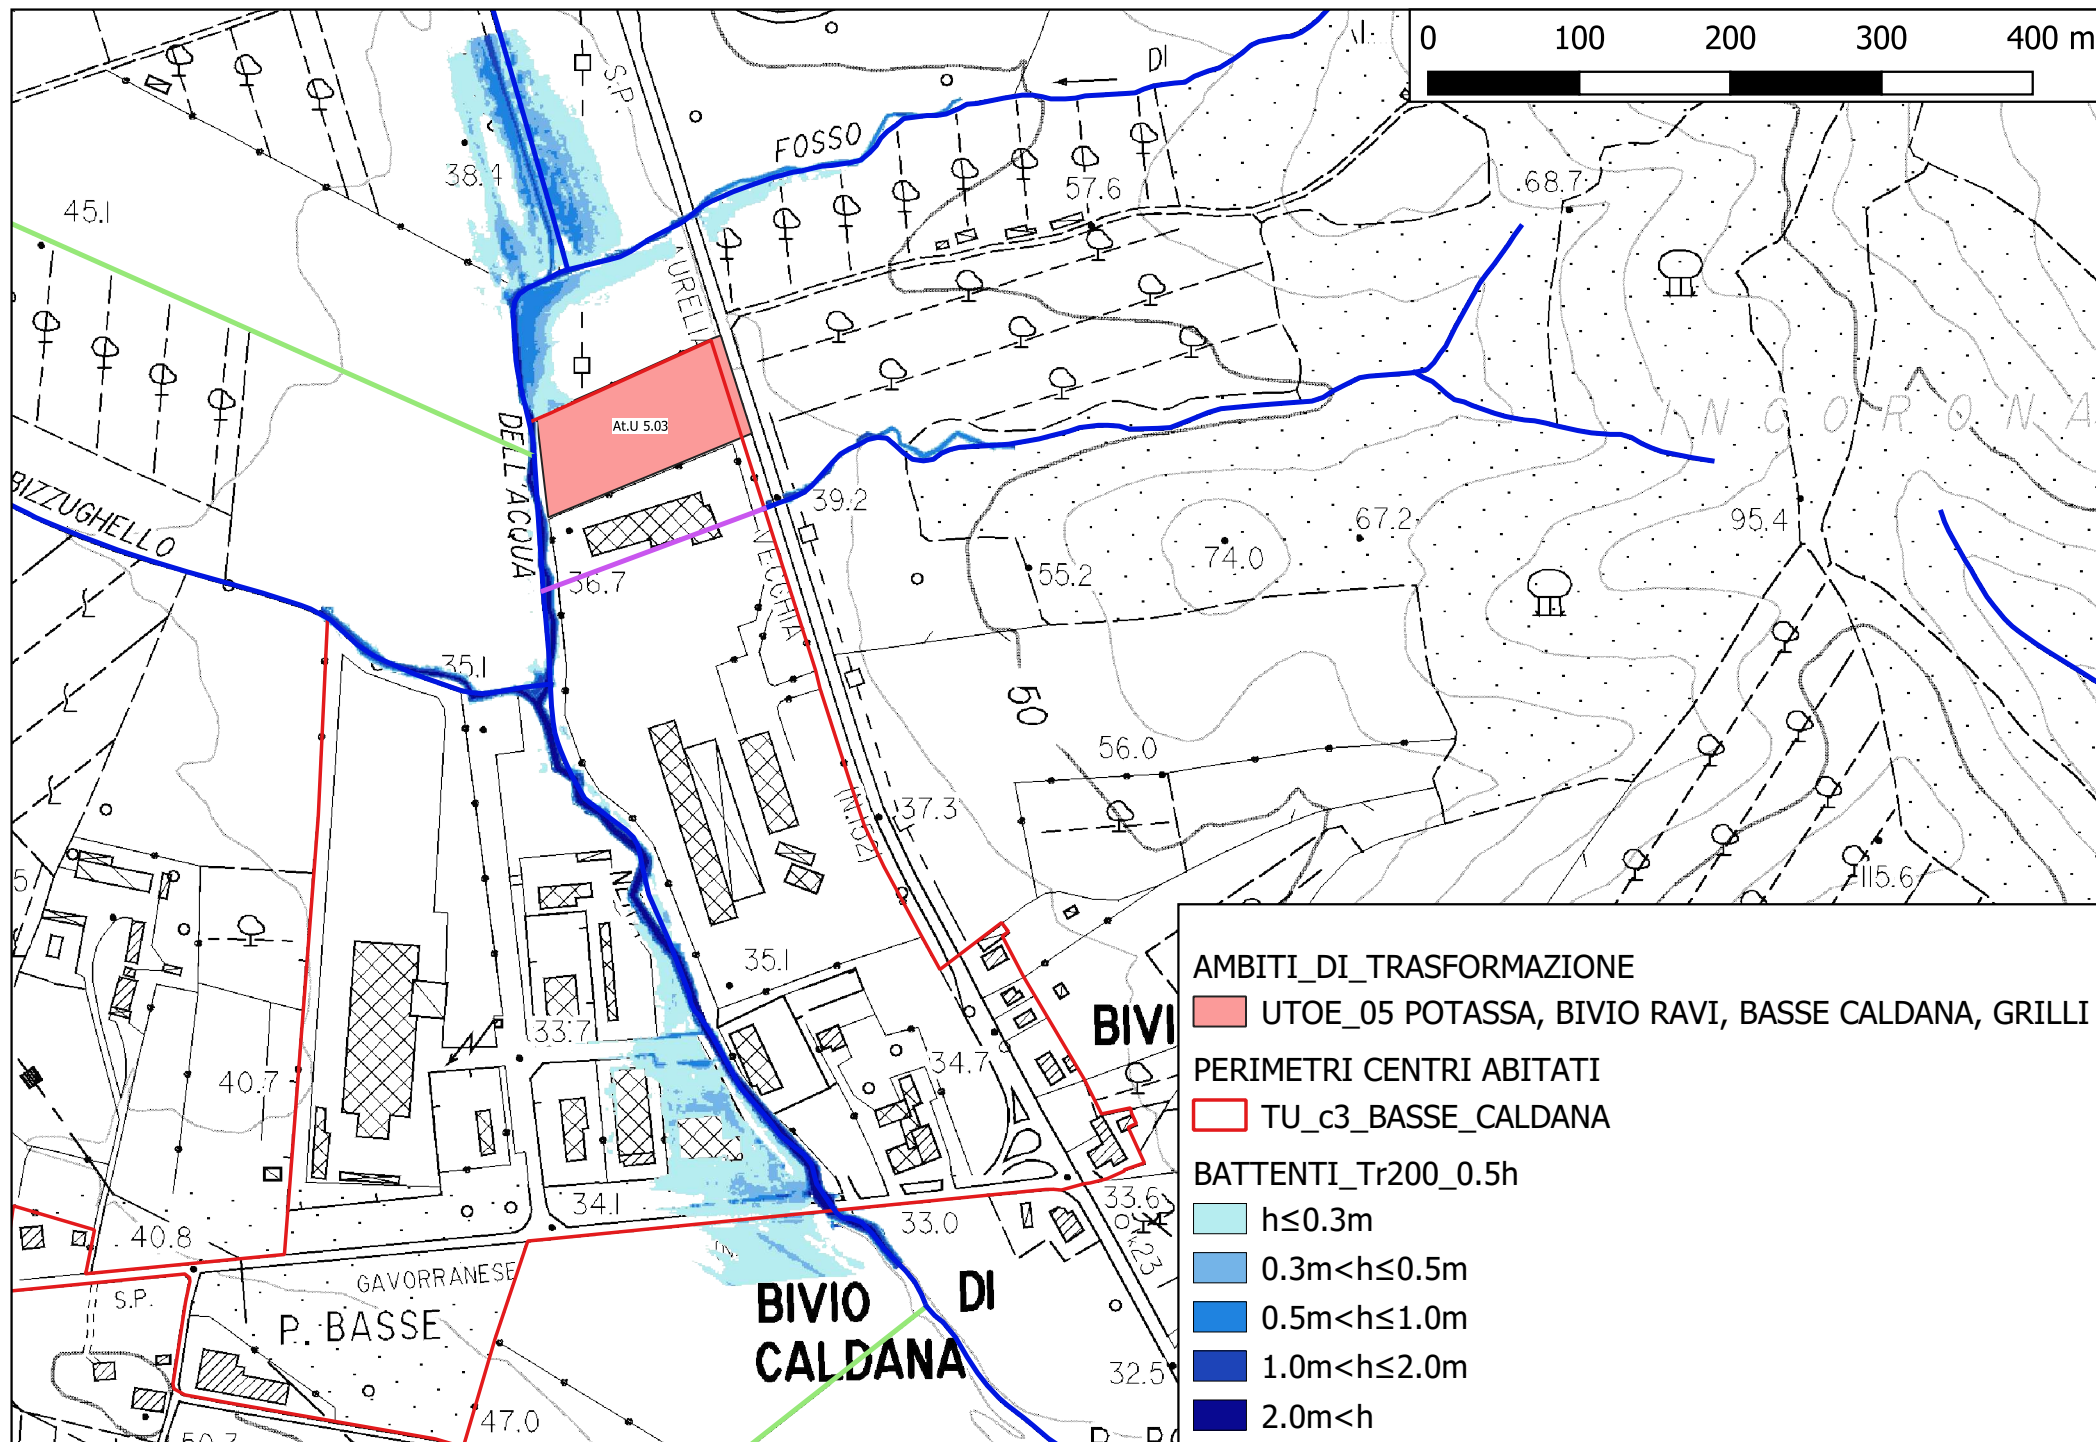 0 100 200 300 400 m
DI
S.P.
FOSSO
38.4
57.6
68.7
45.1
AURELIA
At.U 5.03
DELL'ACQUA
INCORONA
BIZZUGHELLO
39.2
67.2
95.4
74.0
55.2
36.7
VECCHIA
35.1
50
56.0
37.3
(N.152)
115.6
35.1
33.7
34.7
BIVI
40.7
34.1
33.0
33.6
40.8
23
GAVORRANESE
S.P.
P. BASSE
BIVIO DI
CALDANA
32.5
47.0
AMBITI_DI_TRASFORMAZIONE
UTOE_05 POTASSA, BIVIO RAVI, BASSE CALDANA, GRILLI
PERIMETRI CENTRI ABITATI
TU_c3_BASSE_CALDANA
BATTENTI_Tr200_0.5h
h≤0.3m
0.3m<h≤0.5m
0.5m<h≤1.0m
1.0m<h≤2.0m
2.0m<h